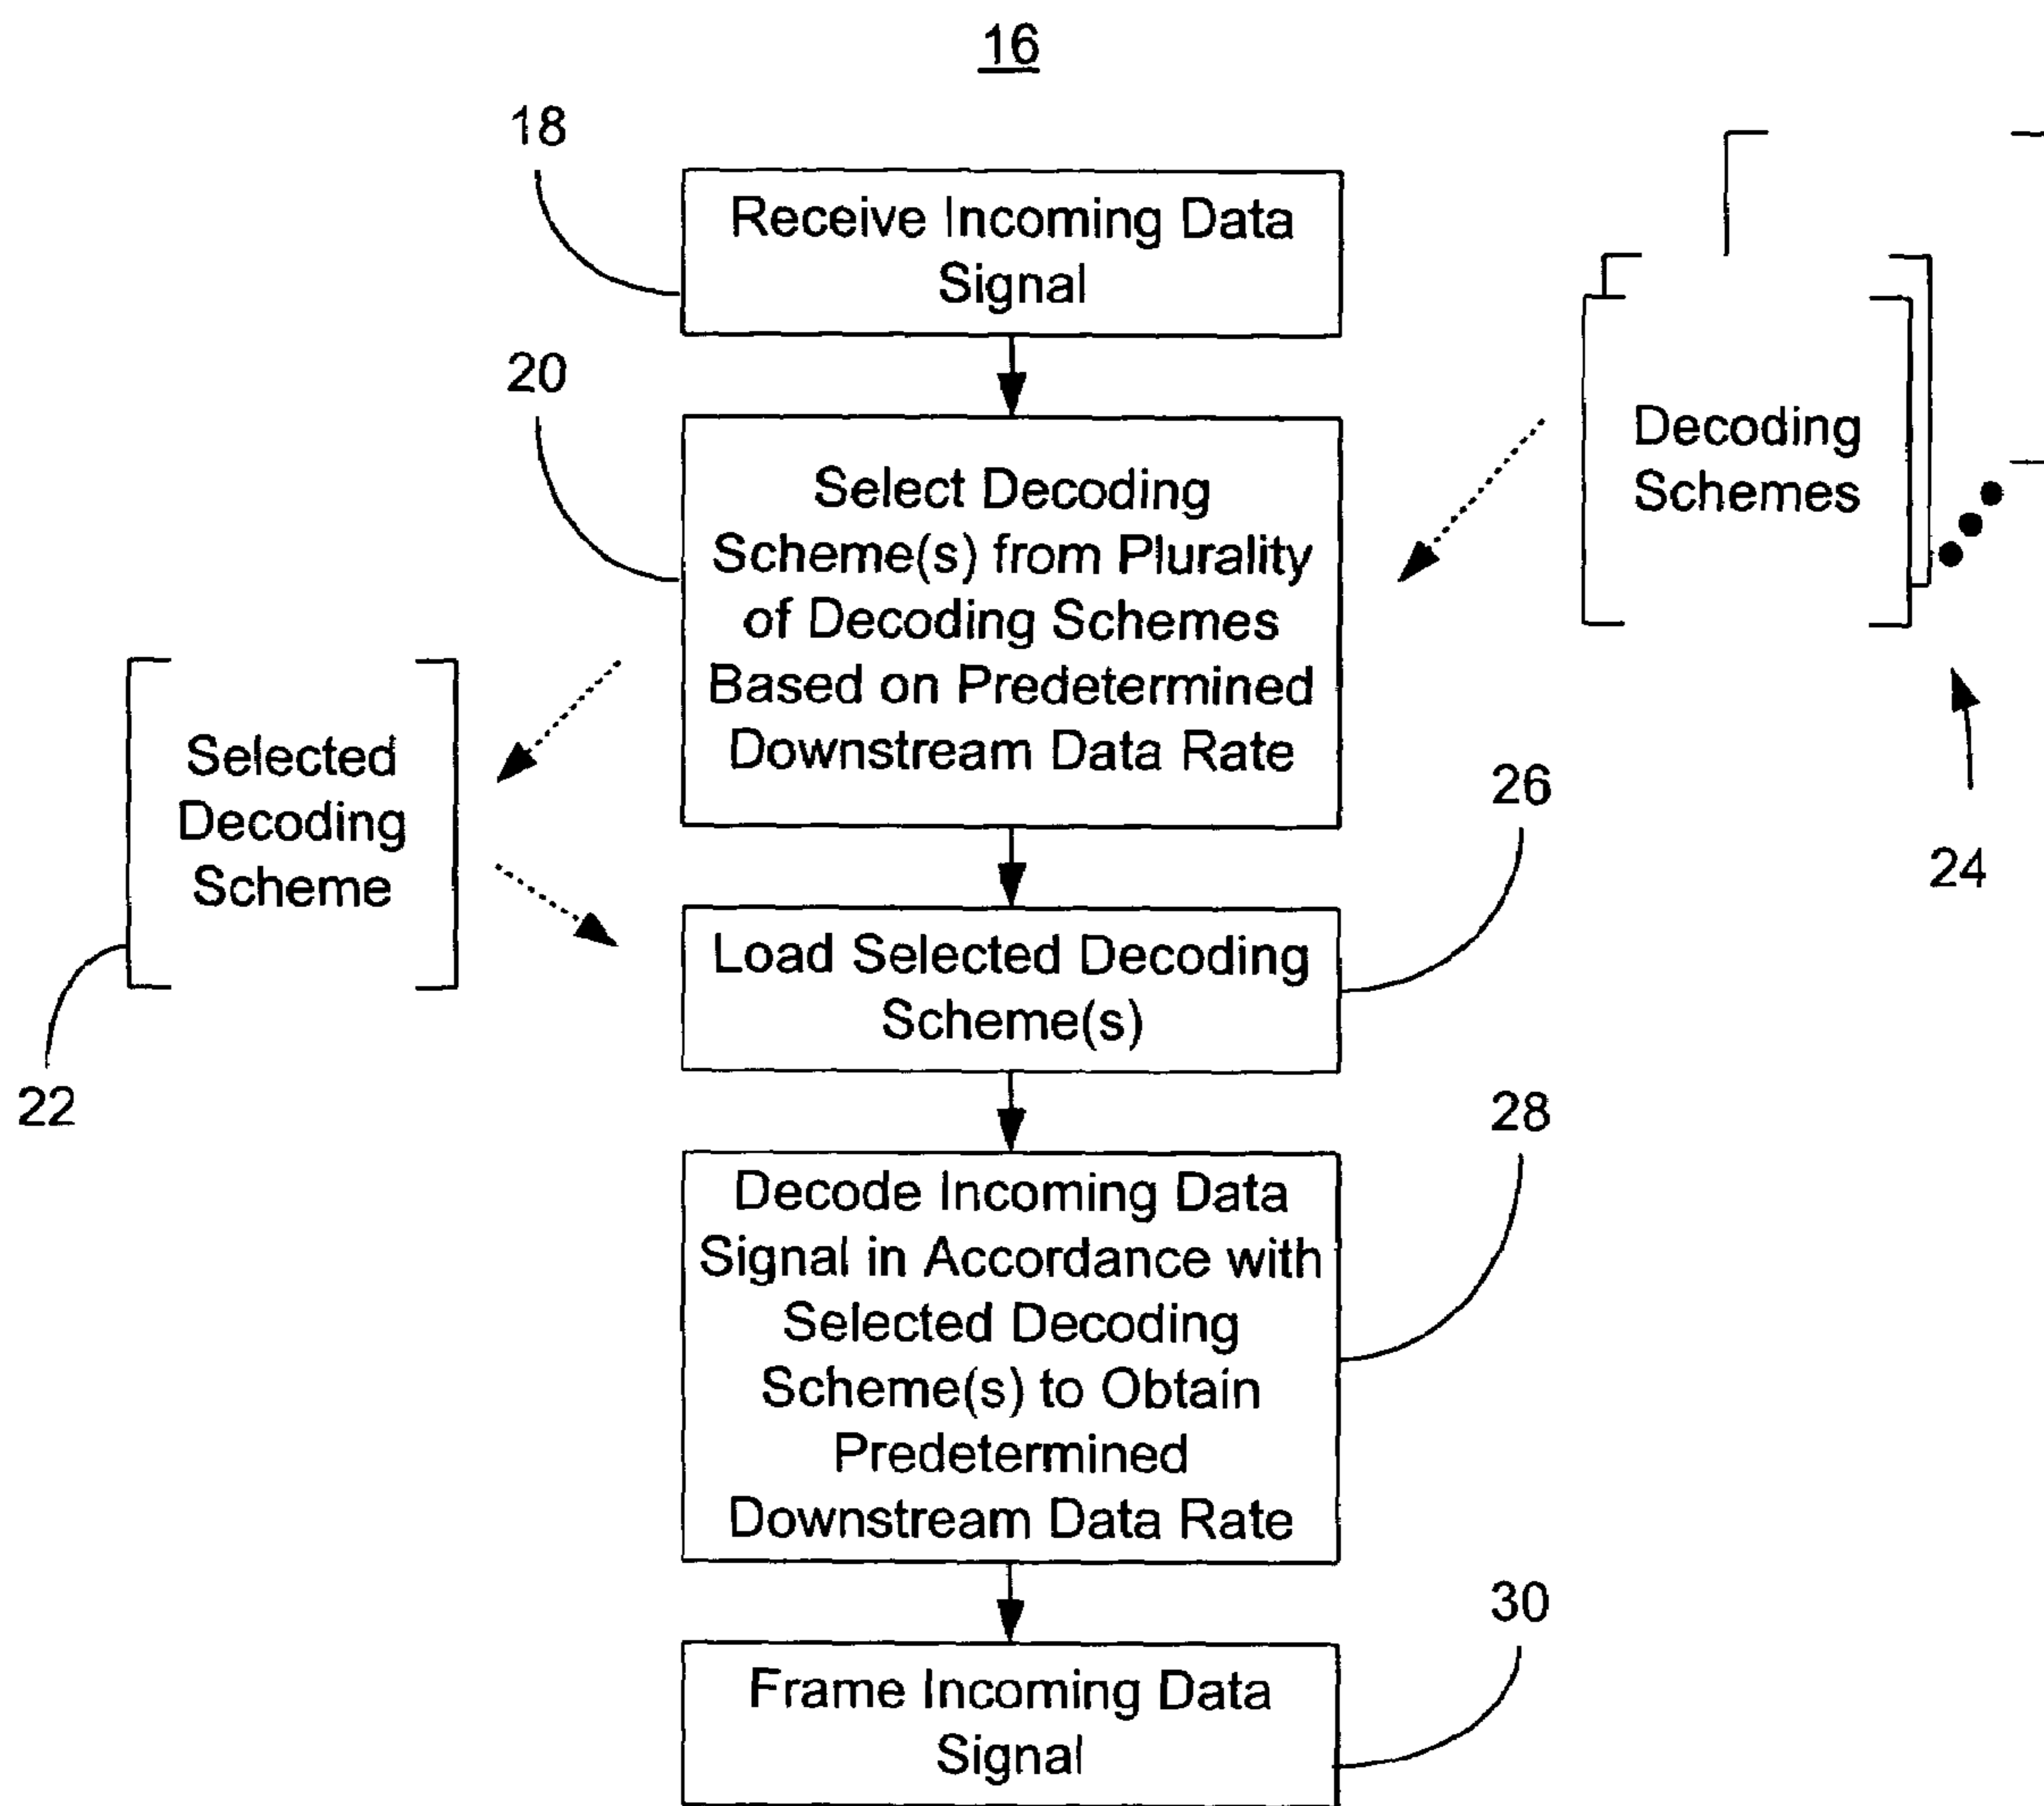 16
18
Receive Incoming Data
Signal
20
Select Decoding
Scheme(s) from Plurality
of Decoding Schemes
Based on Predetermined
Downstream Data Rate
Decoding
Schemes
24
Selected
Decoding
Scheme
22
26
Load Selected Decoding
Scheme(s)
28
Decode Incoming Data
Signal in Accordance with
Selected Decoding
Scheme(s) to Obtain
Predetermined
Downstream Data Rate
30
Frame Incoming Data
Signal